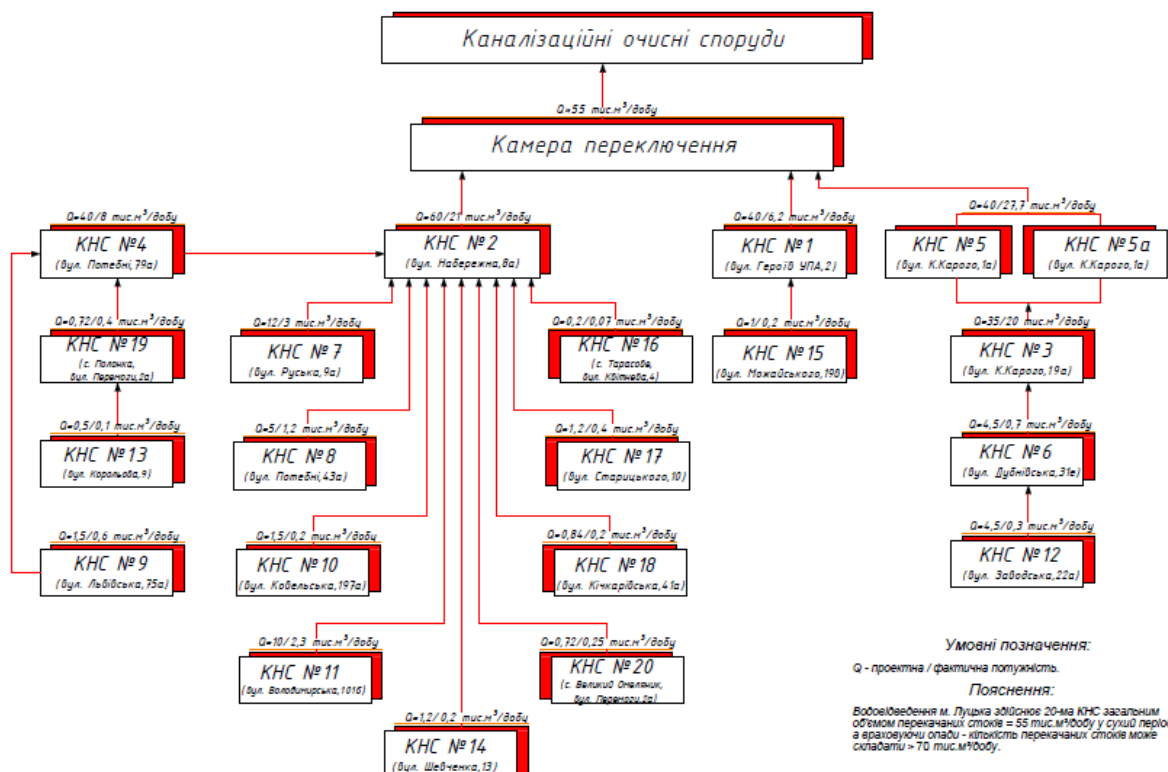 Каналізаційні очисні споруди
Q=55 тис.м³/добу
Камера переключення
Q=40/8 тис.м³/добу
КНС №4
(вул. Потебні,79а)
Q=60/21 тис.м³/добу
КНС №2
(вул. Набережна,8а)
Q=40/6,2 тис.м³/добу
КНС №1
(вул. Героїв УПА,2)
Q=40/27,7 тис.м³/добу
КНС №5
(вул. К.Карого,1а)
КНС №5а
(вул. К.Карого,1а)
Q=0,72/0,4 тис.м³/добу
КНС №19
(с. Полонка,
вул. Перемоги,2а)
Q=12/3 тис.м³/добу
КНС №7
(вул. Руська,9а)
Q=0,2/0,07 тис.м³/добу
КНС №16
(с. Тарасове,
вул. Квітнева,4)
Q=1/0,2 тис.м³/добу
КНС №15
(вул. Можайського,19в)
Q=35/20 тис.м³/добу
КНС №3
(вул. К.Карого,19а)
Q=0,5/0,1 тис.м³/добу
КНС №13
(вул. Корольова,9)
Q=5/1,2 тис.м³/добу
КНС №8
(вул. Потебні,43а)
Q=1,2/0,4 тис.м³/добу
КНС №17
(вул. Старицького,10)
Q=4,5/0,7 тис.м³/добу
КНС №6
(вул. Дубнівська,31е)
Q=1,5/0,6 тис.м³/добу
КНС №9
(вул. Львівська,75а)
Q=1,5/0,2 тис.м³/добу
КНС №10
(вул. Ковельська,197а)
Q=0,84/0,2 тис.м³/добу
КНС №18
(вул. Кічкарівська,41а)
Q=4,5/0,3 тис.м³/добу
КНС №12
(вул. Заводська,22а)
Q=10/2,3 тис.м³/добу
КНС №11
(вул. Володимирська,101б)
Q=0,72/0,25 тис.м³/добу
КНС №20
(с. Великий Омеляник,
вул. Перемоги,2а)
Q=1,2/0,2 тис.м³/добу
КНС №14
(вул. Шевченка,13)
Умовні позначення:
Q - проектна / фактична потужність.
Пояснення:
Водовідведення м. Луцька здійснює 20-ма КНС загальним
об'ємом перекачаних стоків = 55 тис.м³/добу у сухий період
а враховуючи опади - кількість перекачаних стоків може
складати > 70 тис.м³/добу.